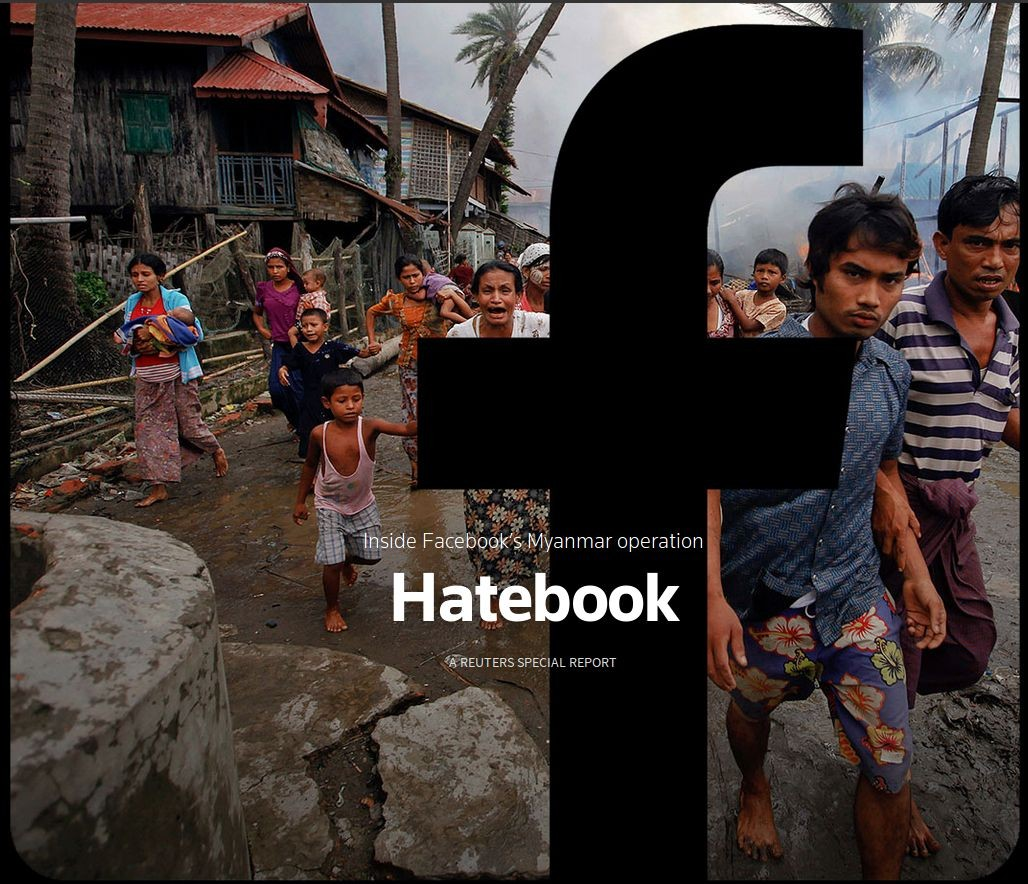 Inside Facebook's Myanmar operation
Hatebook
A REUTERS SPECIAL REPORT